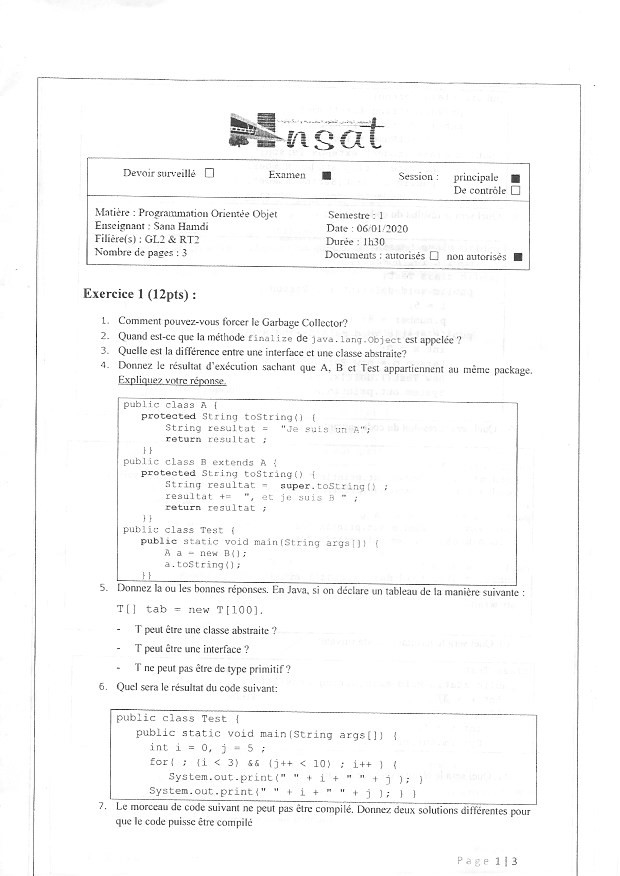 Insat
Devoir surveillé □ Examen ■ Session : principale ■
De contrôle □
Matière : Programmation Orientée Objet Semestre : 1
Enseignant : Sana Hamdi Date : 06/01/2020
Filière(s) : GL2 & RT2 Durée : 1h30
Nombre de pages : 3 Documents : autorisés □ non autorisés ■
Exercice 1 (12pts) :
1. Comment pouvez-vous forcer le Garbage Collector?
2. Quand est-ce que la méthode finalize de java.lang.Object est appelée ?
3. Quelle est la différence entre une interface et une classe abstraite?
4. Donnez le résultat d'exécution sachant que A, B et Test appartiennent au même package.
Expliquez votre réponse.
public class A {
protected String toString() {
String resultat = "Je suis un A";
return resultat ;
}}
public class B extends A {
protected String toString() {
String resultat = super.toString() ;
resultat += ", et je suis B " ;
return resultat ;
}}
public class Test {
public static void main(String args[]) {
A a = new B();
a.toString();
}}
5. Donnez la ou les bonnes réponses. En Java, si on déclare un tableau de la manière suivante :
T[] tab = new T[100].
- T peut être une classe abstraite ?
- T peut être une interface ?
- T ne peut pas être de type primitif ?
6. Quel sera le résultat du code suivant:
public class Test {
public static void main(String args[]) {
int i = 0, j = 5 ;
for( ; (i < 3) && (j++ < 10) ; i++ ) {
System.out.print(" " + i + " " + j ); }
System.out.print(" " + i + " " + j ); } }
7. Le morceau de code suivant ne peut pas être compilé. Donnez deux solutions différentes pour
que le code puisse être compilé
Page 1 | 3